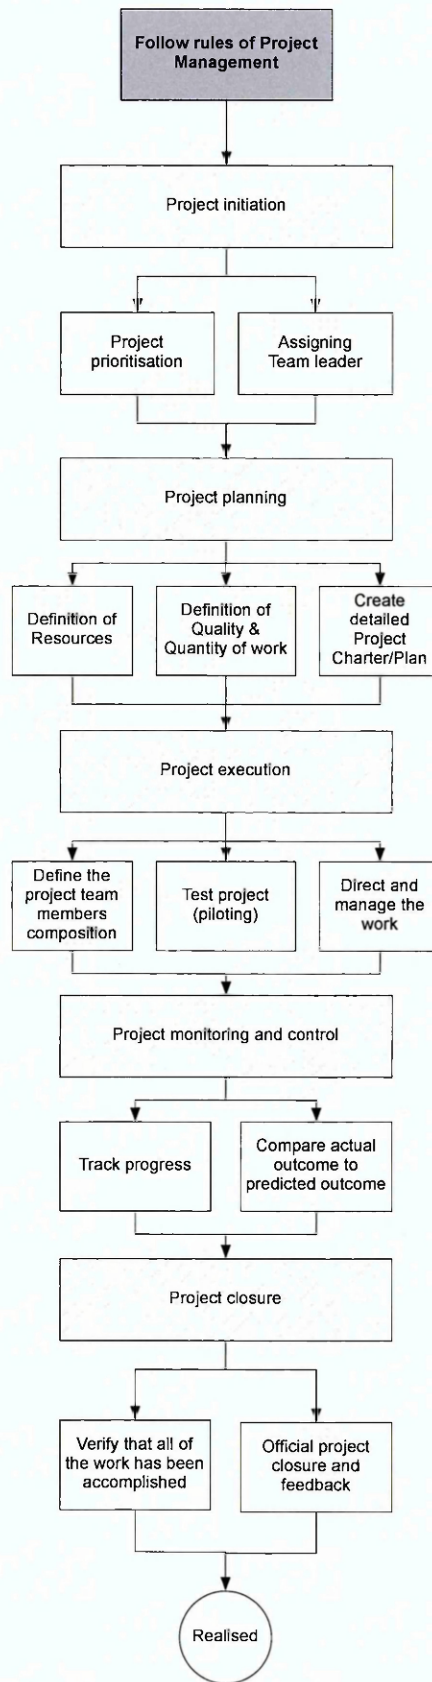 Follow rules of Project
Management
Project initiation
Project
prioritisation
Assigning
Team leader
Project planning
Definition of
Resources
Definition of
Quality &
Quantity of work
Create
detailed
Project
Charter/Plan
Project execution
Define the
project team
members
composition
Test project
(piloting)
Direct and
manage the
work
Project monitoring and control
Track progress
Compare actual
outcome to
predicted outcome
Project closure
Verify that all of
the work has been
accomplished
Official project
closure and
feedback
Realised